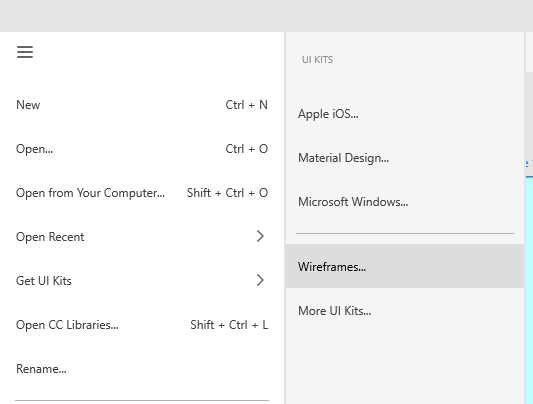 New Ctrl + N
Open... Ctrl + O
Open from Your Computer... Shift + Ctrl + O
Open Recent
Get UI Kits
Open CC Libraries... Shift + Ctrl + L
Rename...
UI KITS
Apple iOS...
Material Design...
Microsoft Windows...
Wireframes...
More UI Kits...